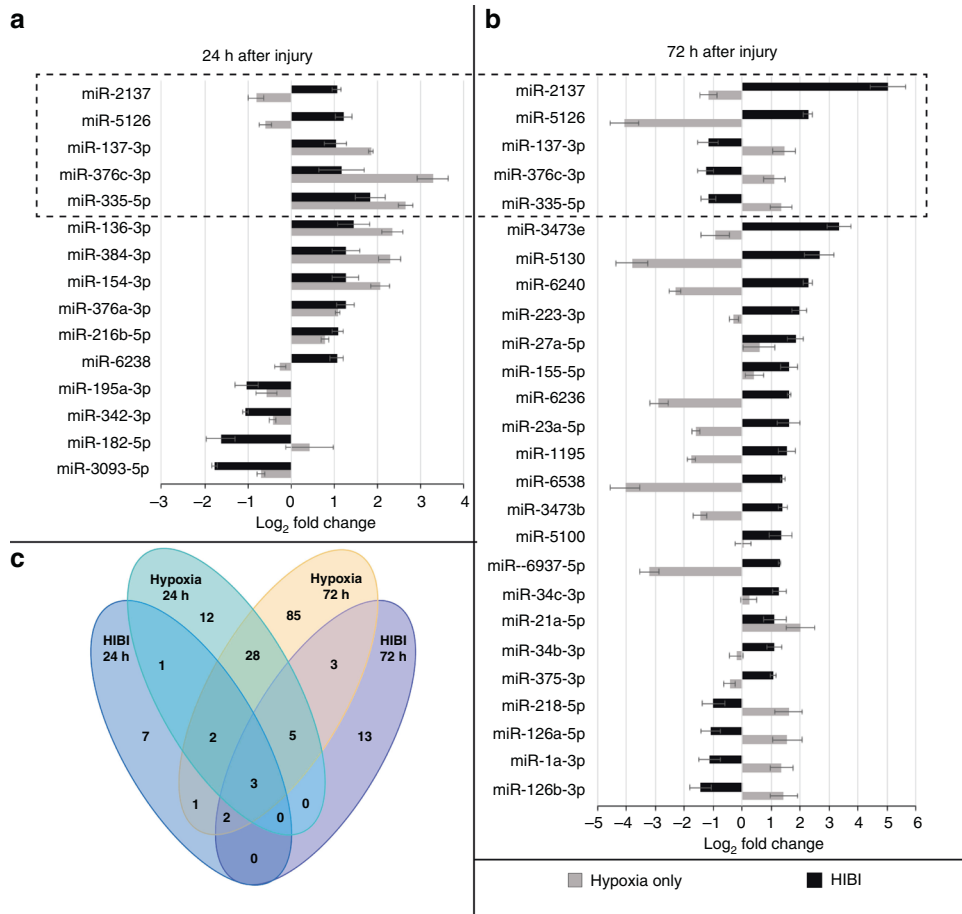 a
24 h after injury
miR-2137
miR-5126
miR-137-3p
miR-376c-3p
miR-335-5p
miR-136-3p
miR-384-3p
miR-154-3p
miR-376a-3p
miR-216b-5p
miR-6238
miR-195a-3p
miR-342-3p
miR-182-5p
miR-3093-5p
−3 −2 −1 0 1 2 3 4
Log2 fold change
b
72 h after injury
miR-2137
miR-5126
miR-137-3p
miR-376c-3p
miR-335-5p
miR-3473e
miR-5130
miR-6240
miR-223-3p
miR-27a-5p
miR-155-5p
miR-6236
miR-23a-5p
miR-1195
miR-6538
miR-3473b
miR-5100
miR--6937-5p
miR-34c-3p
miR-21a-5p
miR-34b-3p
miR-375-3p
miR-218-5p
miR-126a-5p
miR-1a-3p
miR-126b-3p
−5 −4 −3 −2 −1 0 1 2 3 4 5 6
Log2 fold change
Hypoxia only HIBI
c
Hypoxia
24 h
Hypoxia
72 h
HIBI
24 h
HIBI
72 h
12 85
1 28 3
7 2 5 13
3
1 2 0 0
0